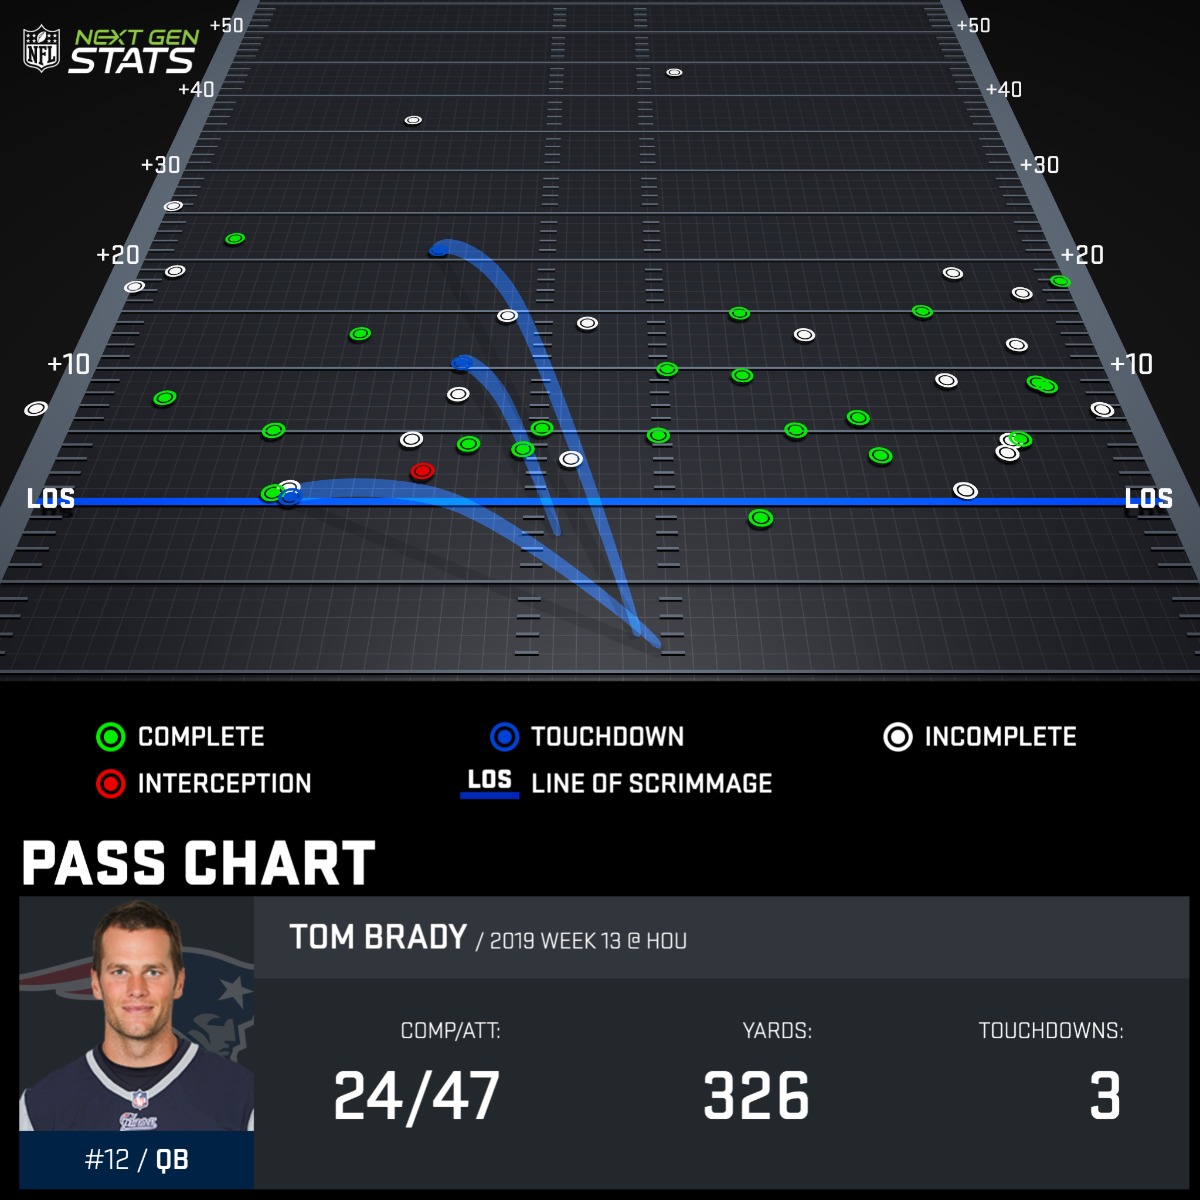 NFL
NEXT GEN
STATS
+50 +50
+40 +40
+30 +30
+20 +20
+10 +10
LOS LOS
COMPLETE TOUCHDOWN INCOMPLETE
INTERCEPTION LOS LINE OF SCRIMMAGE
PASS CHART
TOM BRADY / 2019 WEEK 13 @ HOU
COMP/ATT: YARDS: TOUCHDOWNS:
24/47 326 3
#12 / QB